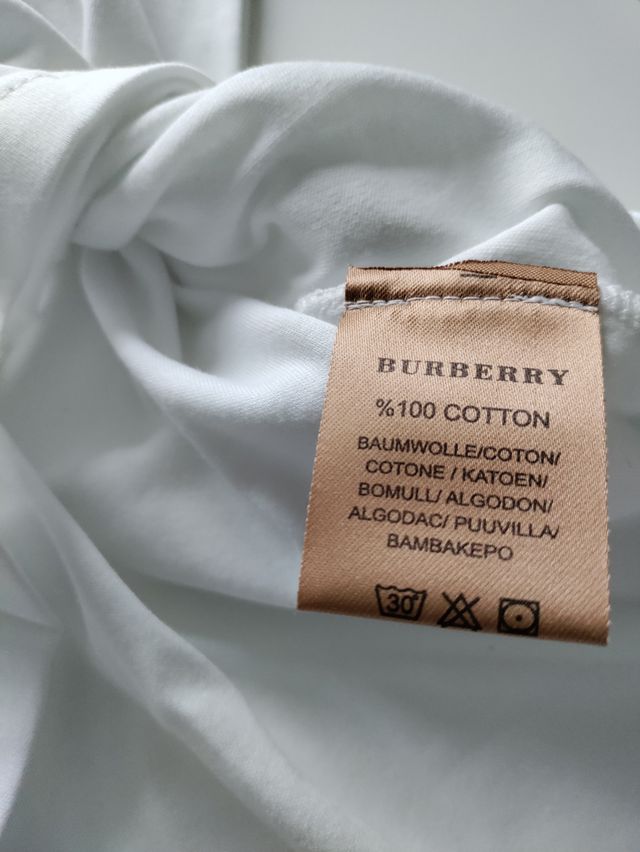 BURBERRY
%100 COTTON
BAUMWOLLE/COTON/
COTONE / KATOEN/
BOMULL/ ALGODON/
ALGODAC/ PUUVILLA/
BAMBAKEPO
30°